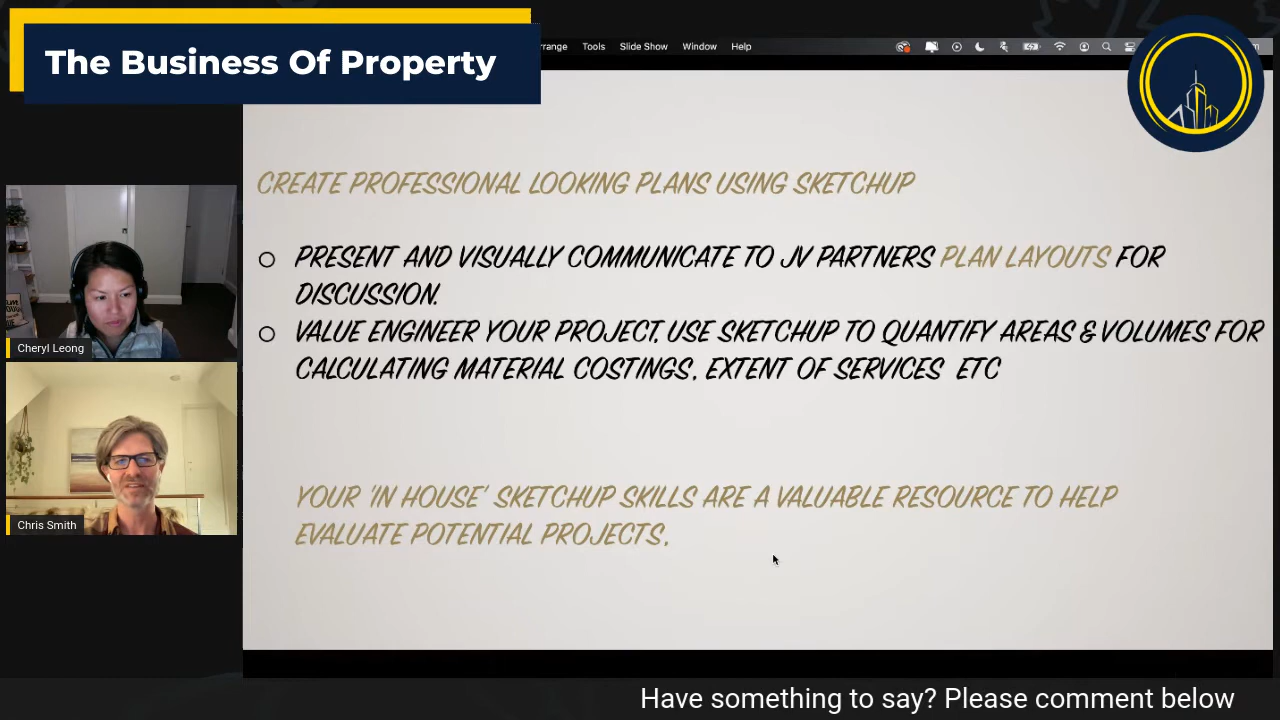 The Business Of Property
Tools Slide Show Window Help
CREATE PROFESSIONAL LOOKING PLANS USING SKETCHUP
PRESENT AND VISUALLY COMMUNICATE TO JV PARTNERS PLAN LAYOUTS FOR
DISCUSSION.
VALUE ENGINEER YOUR PROJECT. USE SKETCHUP TO QUANTIFY AREAS & VOLUMES FOR
CALCULATING MATERIAL COSTINGS, EXTENT OF SERVICES ETC
Cheryl Leong
YOUR 'IN HOUSE' SKETCHUP SKILLS ARE A VALUABLE RESOURCE TO HELP
EVALUATE POTENTIAL PROJECTS.
Chris Smith
Have something to say? Please comment below